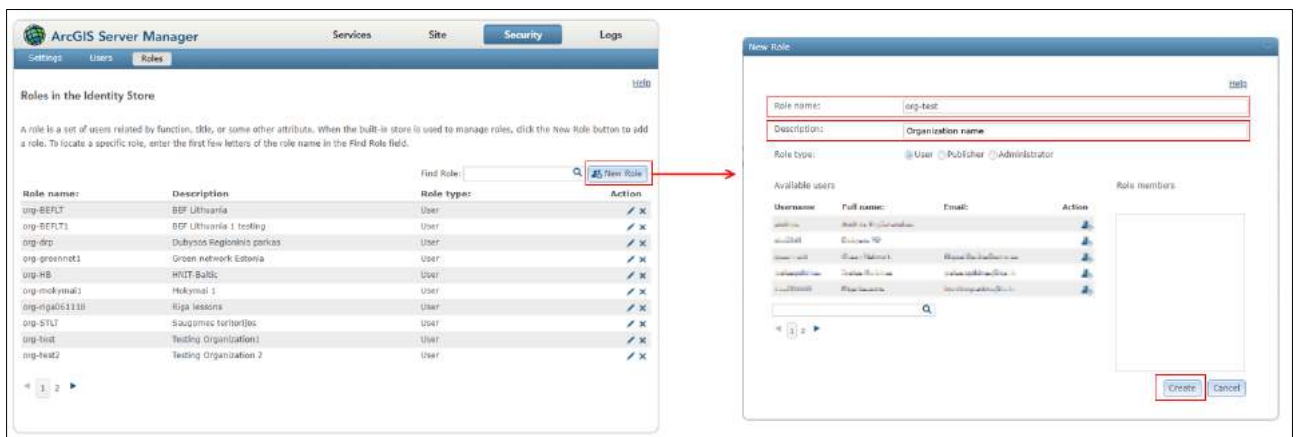 ArcGIS Server Manager
Services Site Security Logs
Settings Users Roles
Help
Roles in the Identity Store
A role is a set of users related by function, title, or some other attribute. When the built-in store is used to manage roles, click the New Role button to add
a role. To locate a specific role, enter the first few letters of the role name in the Find Role field.
Find Role: New Role
Role name: Description Role type: Action
org-BEFLT BEF Lithuania User
org-BEFLT1 BEF Lithuania 1 testing User
org-drp Dubysos Regioninis parkas User
org-greennet1 Green network Estonia User
org-HB HNIT-Baltic User
org-mokymai1 Mokymai 1 User
org-riga061118 Riga lessons User
org-STLT Saugomos teritorijos User
org-test Testing Organization1 User
org-test2 Testing Organization 2 User
1 2
New Role
Help
Role name: org-test
Description: Organization name
Role type: User Publisher Administrator
Available users Role members
Username Full name: Email: Action
1 2
Create Cancel